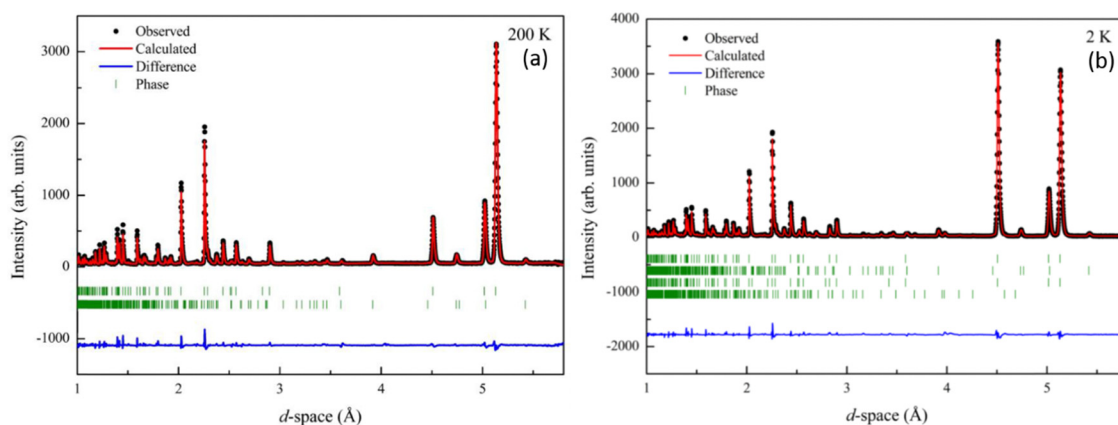 200 K
(a)
Observed
Calculated
Difference
Phase
Intensity (arb. units)
3000
2000
1000
0
-1000
1 2 3 4 5
d-space (Å)
2 K
(b)
Observed
Calculated
Difference
Phase
Intensity (arb. units)
4000
3000
2000
1000
0
-1000
-2000
1 2 3 4 5
d-space (Å)